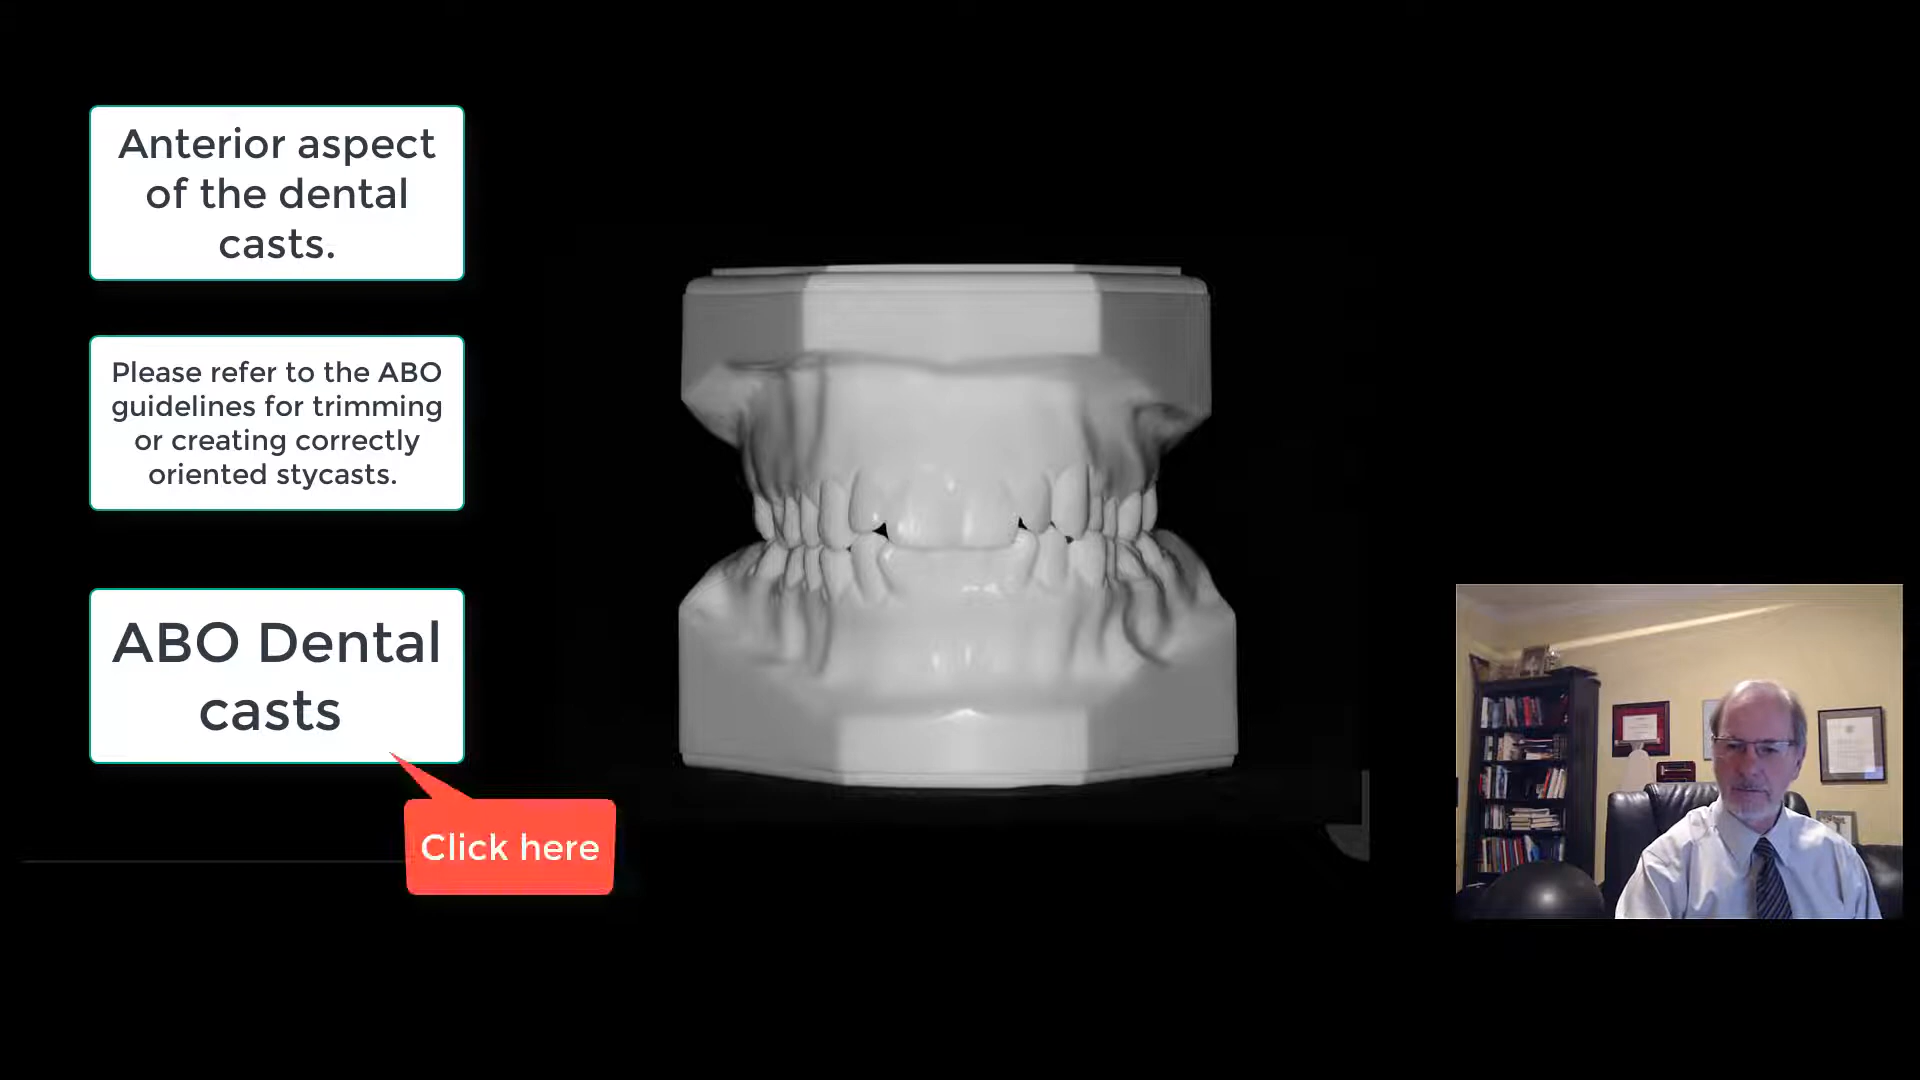 Anterior aspect
of the dental
casts.
Please refer to the ABO
guidelines for trimming
or creating correctly
oriented stycasts.
ABO Dental
casts
Click here